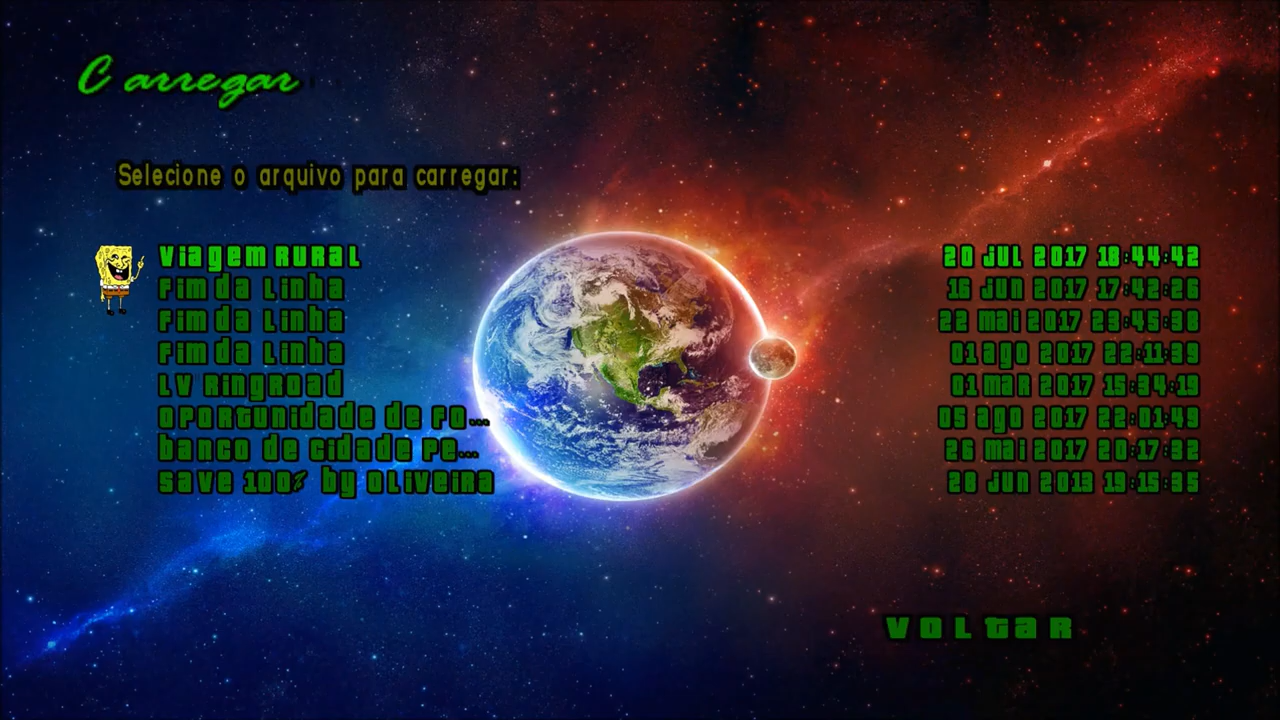 Carregar
Selecione o arquivo para carregar:
Viagem Rural 20 Jul 2017 18:44:42
Fim da Linha 16 Jun 2017 17:42:26
Fim da Linha 22 Mai 2017 23:45:38
Fim da Linha 01 Ago 2017 22:11:39
LV RingRoad 01 Mar 2017 15:34:19
Oportunidade de Fo... 05 Ago 2017 22:01:49
Banco de Cidade Pe... 26 Mai 2017 20:17:32
Save 100% by Oliveira 28 Jun 2013 19:15:35
Voltar